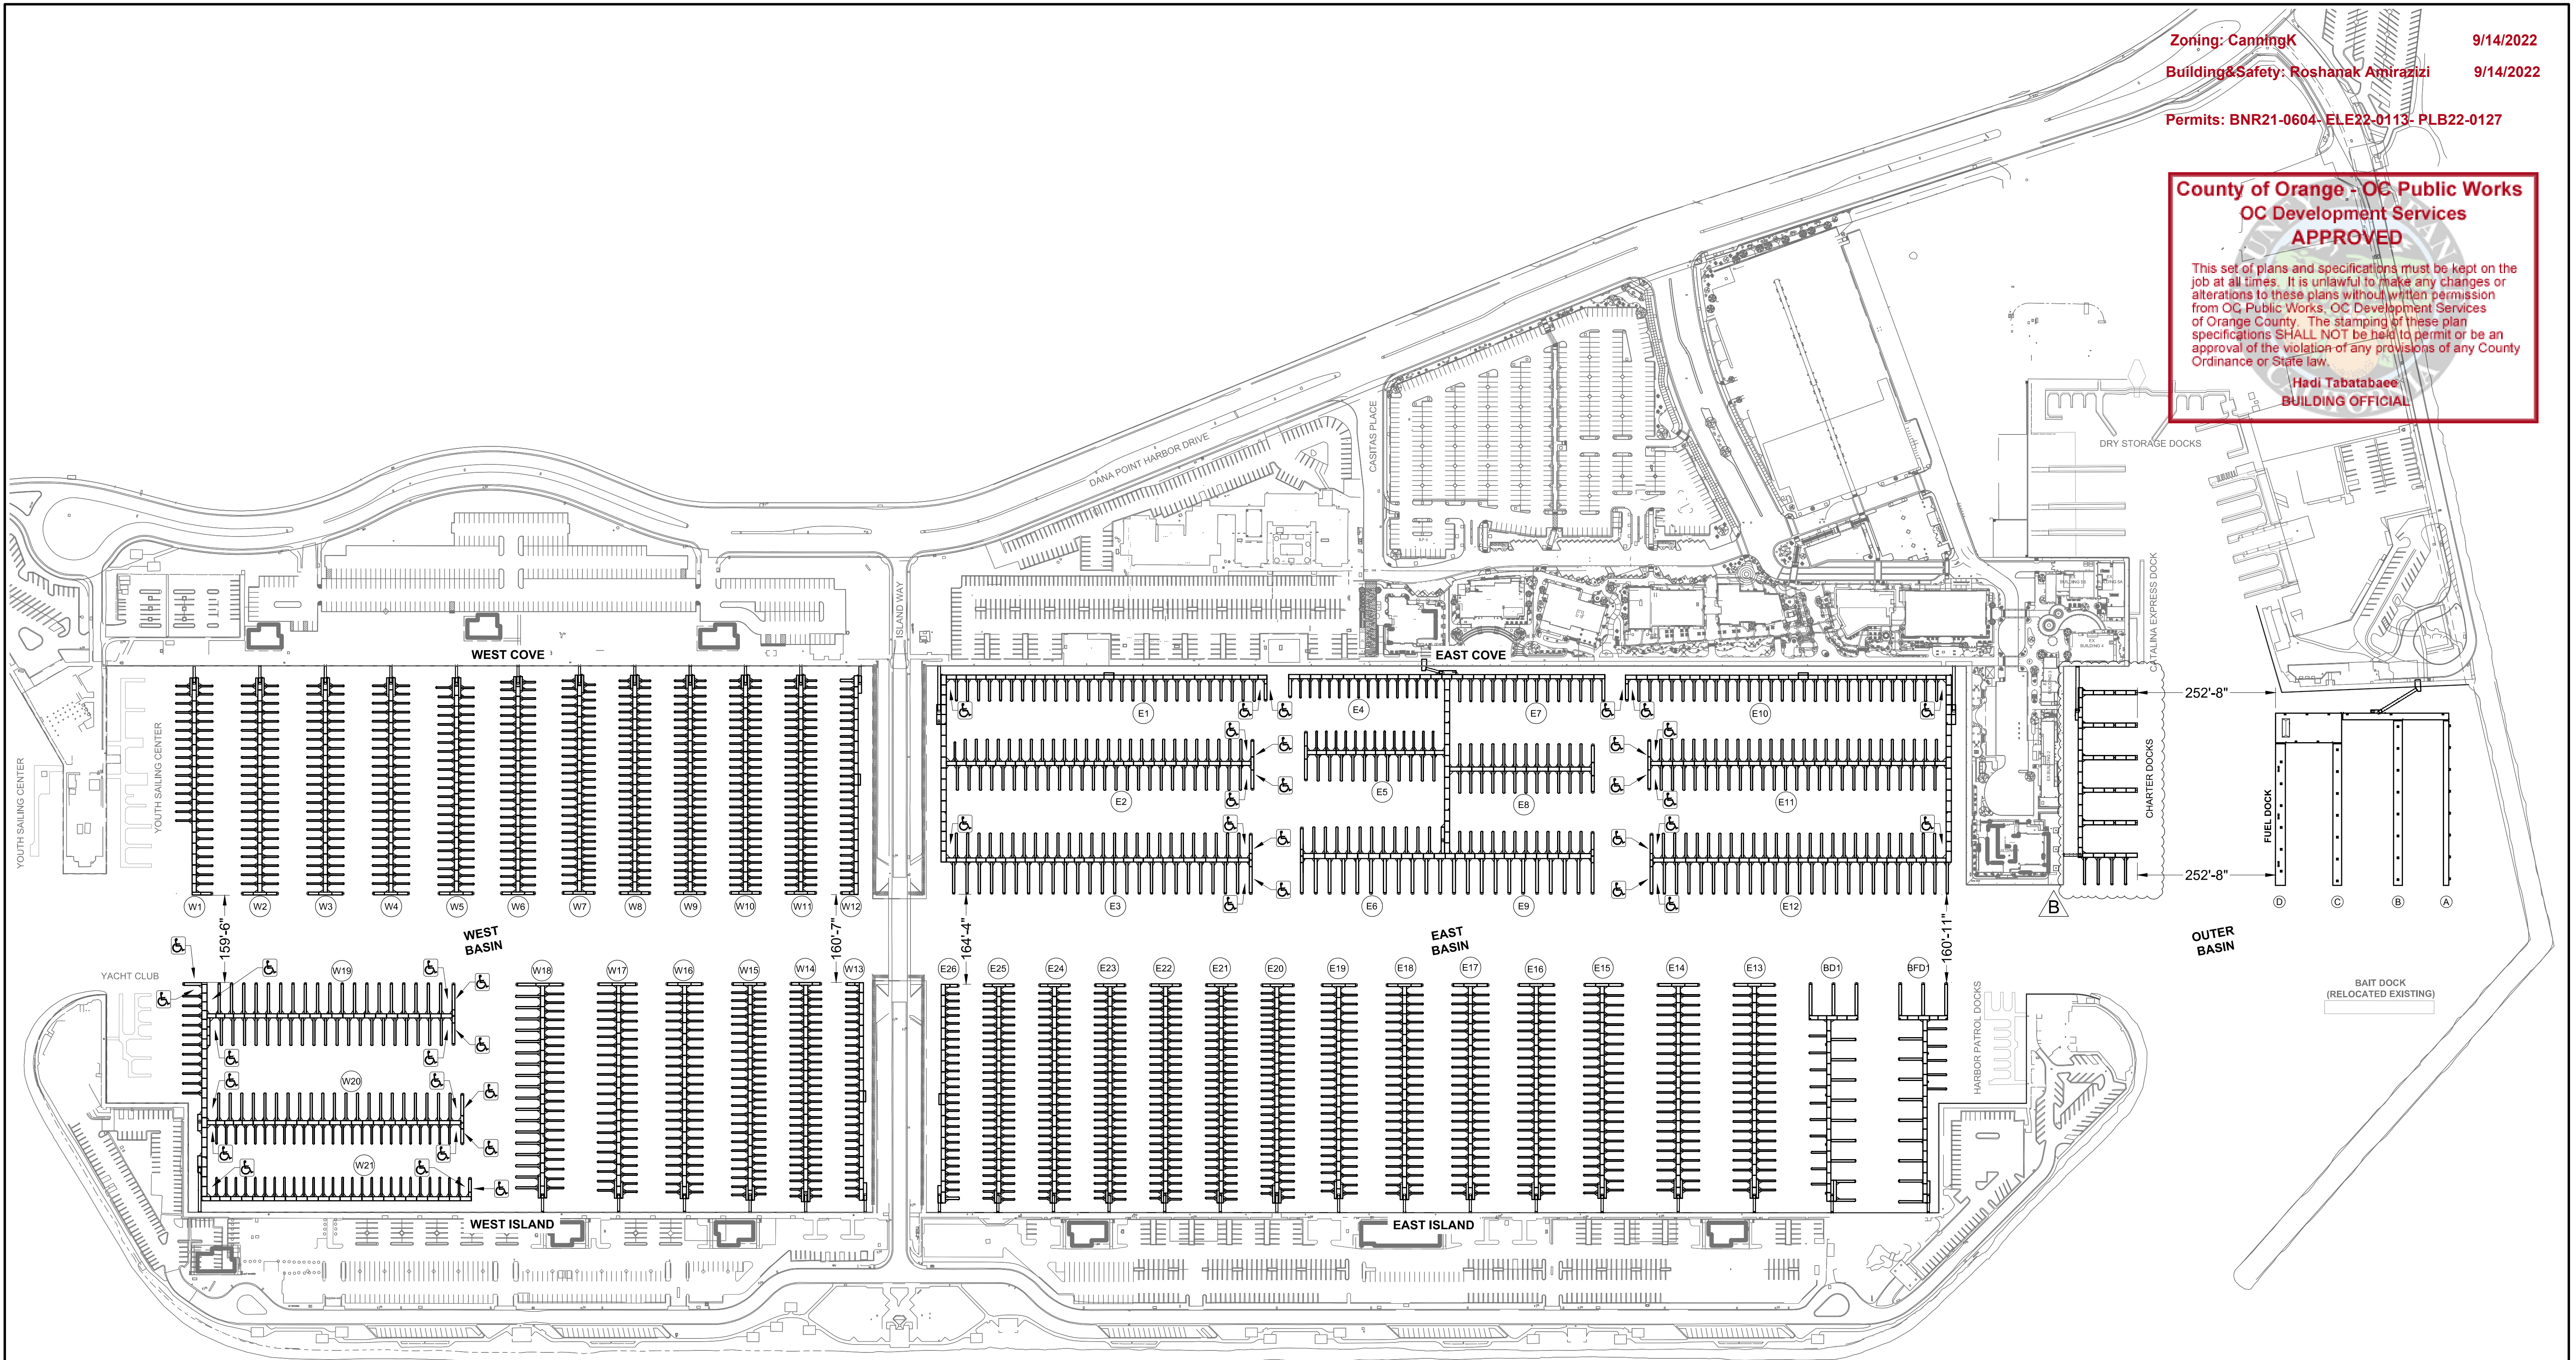 Zoning: CanningK 9/14/2022
Building&Safety: Roshanak Amirazizi 9/14/2022
Permits: BNR21-0604- ELE22-0113- PLB22-0127
County of Orange - OC Public Works
OC Development Services
APPROVED
This set of plans and specifications must be kept on the
job at all times. It is unlawful to make any changes or
alterations to these plans without written permission
from OC Public Works, OC Development Services
of Orange County. The stamping of these plan
specifications SHALL NOT be held to permit or be an
approval of the violation of any provisions of any County
Ordinance or State law.
Hadi Tabatabaee
BUILDING OFFICIAL
DRY STORAGE DOCKS
CASITAS PLACE
DANA POINT HARBOR DRIVE
ISLAND WAY
CATALINA EXPRESS DOCK
EX
BUILDING 4
WEST COVE
EAST COVE
YOUTH SAILING CENTER
YOUTH SAILING CENTER
E1
E4
E7
E10
E2
E5
E8
E11
E3
E6
E9
E12
CHARTER DOCKS
252'-8"
252'-8"
FUEL DOCK
D
C
B
A
B
W1
W2
W3
W4
W5
W6
W7
W8
W9
W10
W11
W12
159'-6"
160'-7"
164'-4"
160'-11"
WEST
BASIN
EAST
BASIN
OUTER
BASIN
YACHT CLUB
W19
W18
W17
W16
W15
W14
W13
E26
E25
E24
E23
E22
E21
E20
E19
E18
E17
E16
E15
E14
E13
BD1
BFD1
HARBOR PATROL DOCKS
BAIT DOCK
(RELOCATED EXISTING)
W20
W21
WEST ISLAND
EAST ISLAND